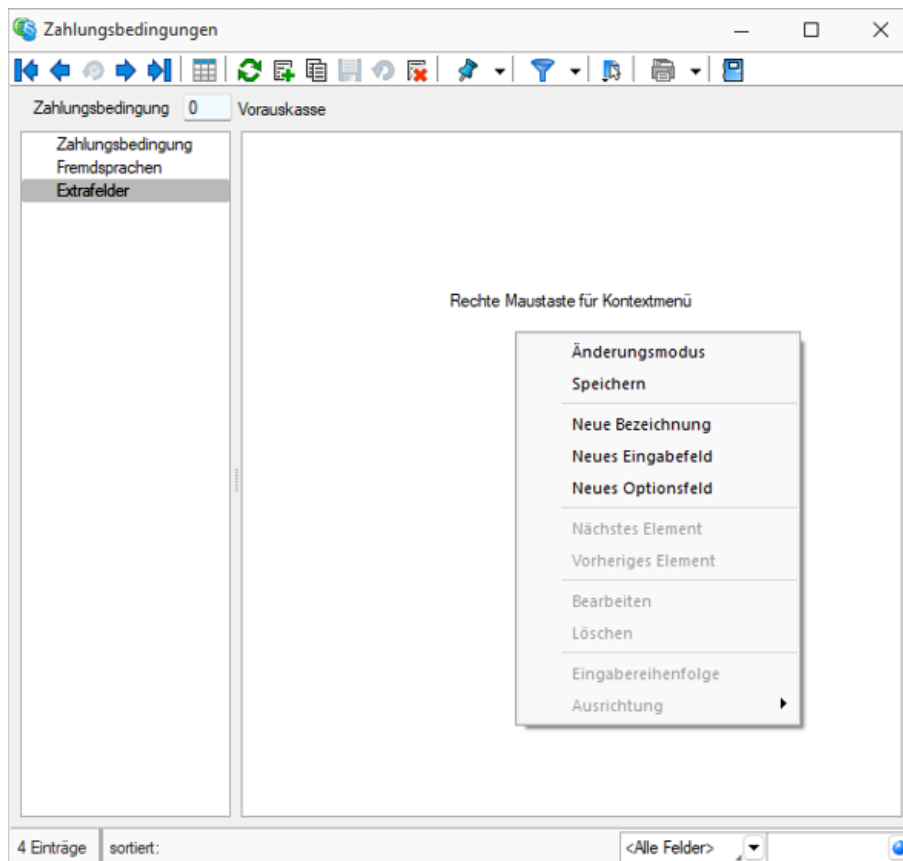 Zahlungsbedingungen
Zahlungsbedingung 0 Vorauskasse
Zahlungsbedingung
Fremdsprachen
Extrafelder
Rechte Maustaste für Kontextmenü
Änderungsmodus
Speichern
Neue Bezeichnung
Neues Eingabefeld
Neues Optionsfeld
Nächstes Element
Vorheriges Element
Bearbeiten
Löschen
Eingabereihenfolge
Ausrichtung
4 Einträge sortiert: <Alle Felder>